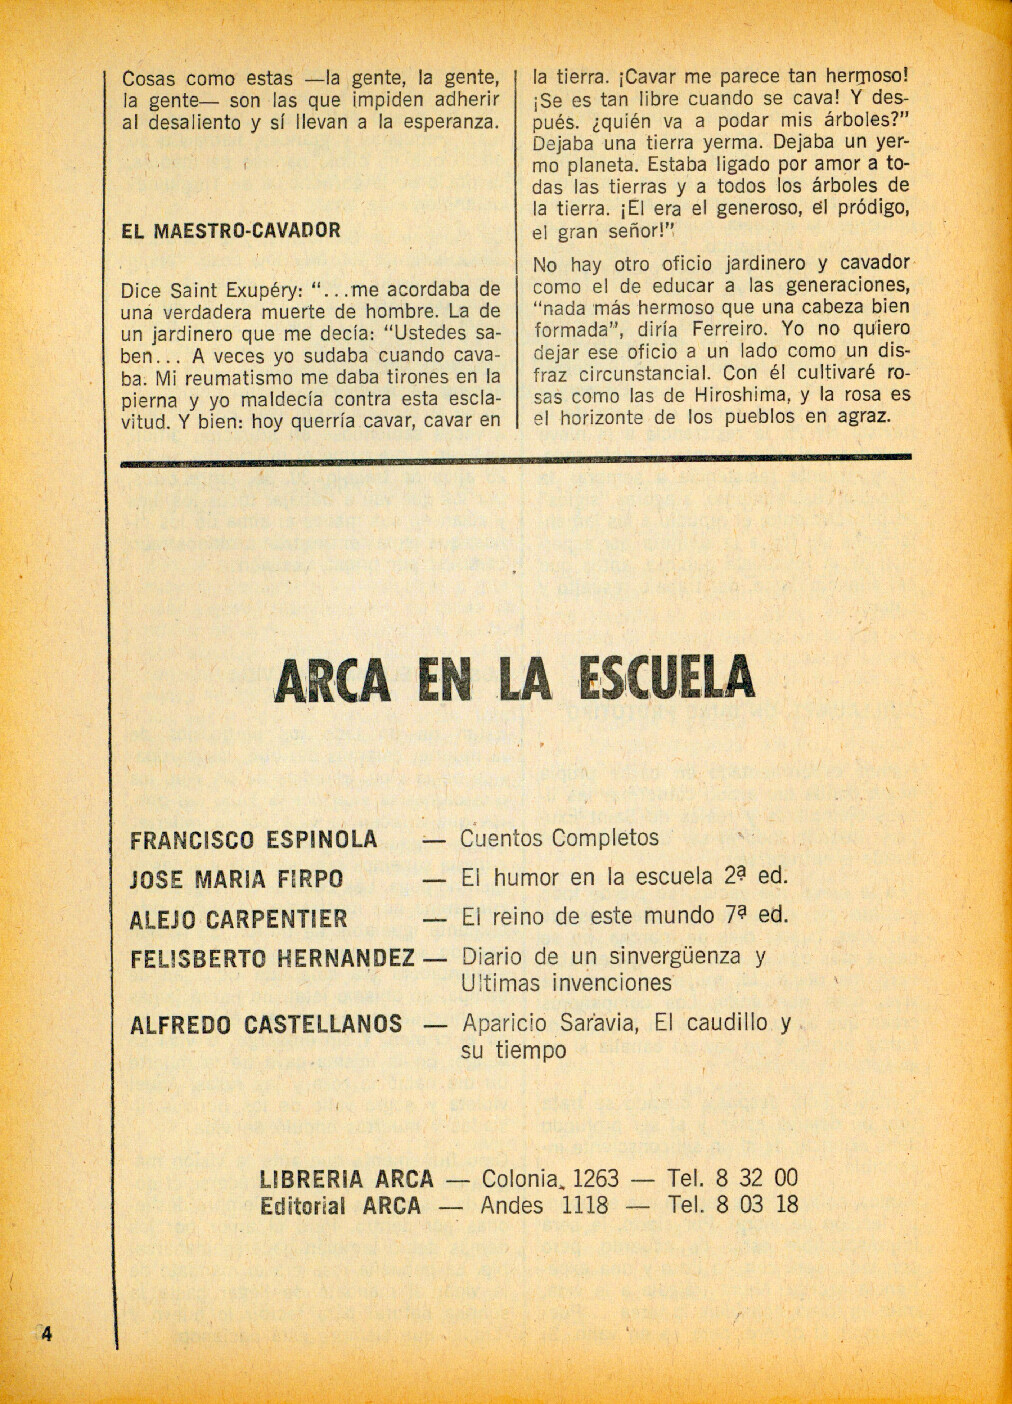 Cosas como estas —la gente, la gente,
la gente— son las que impiden adherir
al desaliento y sí llevan a la esperanza.
EL MAESTRO-CAVADOR
Dice Saint Exupéry: “...me acordaba de
una verdadera muerte de hombre. La de
un jardinero que me decía: “Ustedes sa-
ben... A veces yo sudaba cuando cava-
ba. Mi reumatismo me daba tirones en la
pierna y yo maldecía contra esta escla-
vitud. Y bien: hoy querría cavar, cavar en
la tierra. ¡Cavar me parece tan hermoso!
¡Se es tan libre cuando se cava! Y des-
pués. ¿quién va a podar mis árboles?”
Dejaba una tierra yerma. Dejaba un yer-
mo planeta. Estaba ligado por amor a to-
das las tierras y a todos los árboles de
la tierra. ¡El era el generoso, él pródigo,
el gran señor!”
No hay otro oficio jardinero y cavador
como el de educar a las generaciones,
“nada más hermoso que una cabeza bien
formada”, diría Ferreiro. Yo no quiero
dejar ese oficio a un lado como un dis-
fraz circunstancial. Con él cultivaré ro-
sas como las de Hiroshima, y la rosa es
el horizonte de los pueblos en agraz.
ARCA EN LA ESCUELA
FRANCISCO ESPINOLA — Cuentos Completos
JOSE MARIA FIRPO — El humor en la escuela 2ª ed.
ALEJO CARPENTIER — El reino de este mundo 7ª ed.
FELISBERTO HERNANDEZ — Diario de un sinvergüenza y
Ultimas invenciones
ALFREDO CASTELLANOS — Aparicio Saravia, El caudillo y
su tiempo
LIBRERIA ARCA — Colonia, 1263 — Tel. 8 32 00
Editorial ARCA — Andes 1118 — Tel. 8 03 18
4